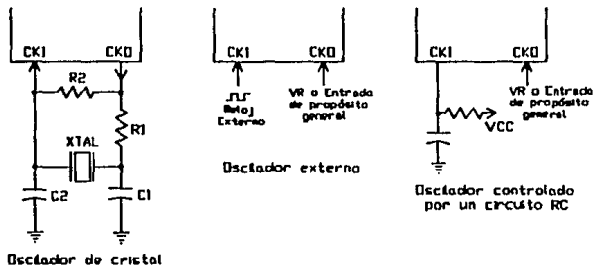 CKI CKO
R2
R1
XTAL
C2 C1
Oscilador de cristal
CKI CKO
Reloj
Externo
VR o Entrada
de propósito
general
Oscilador externo
CKI CKO
VCC
VR o Entrada
de propósito
general
Oscilador controlado
por un circuito RC